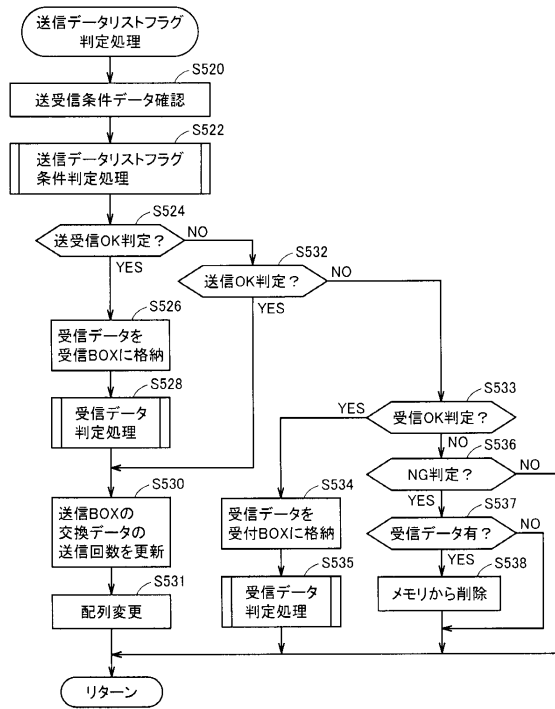 送信データリストフラグ
判定処理
S520
送受信条件データ確認
S522
送信データリストフラグ
条件判定処理
S524
送受信OK判定？
NO
YES
S532
送信OK判定？
NO
YES
S526
受信データを
受信BOXに格納
S528
受信データ
判定処理
S533
受信OK判定？
YES
NO
S536
NG判定？
NO
YES
S530
送信BOXの
交換データの
送信回数を更新
S534
受信データを
受付BOXに格納
S537
受信データ有？
NO
YES
S531
配列変更
S535
受信データ
判定処理
S538
メモリから削除
リターン